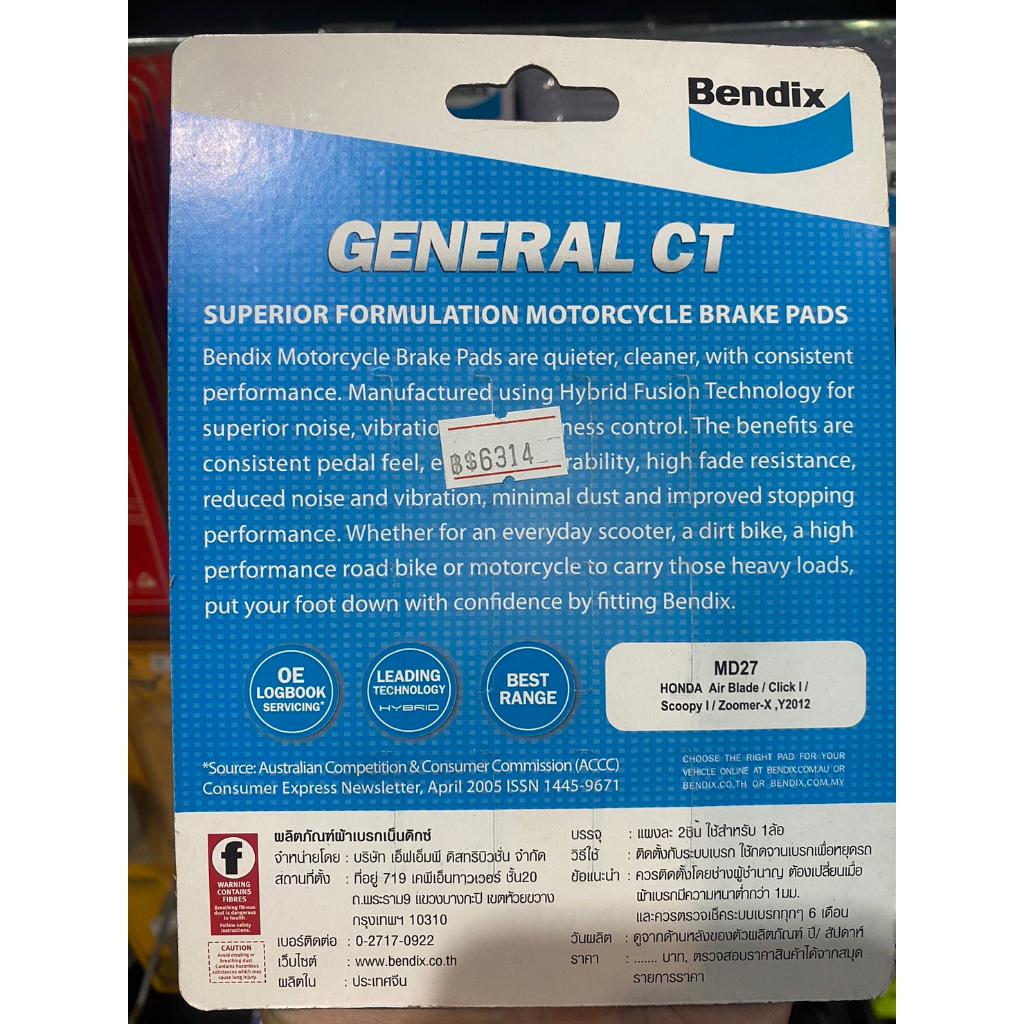 Bendix
GENERAL CT
SUPERIOR FORMULATION MOTORCYCLE BRAKE PADS
Bendix Motorcycle Brake Pads are quieter, cleaner, with consistent
performance. Manufactured using Hybrid Fusion Technology for
superior noise, vibratio ness control. The benefits are
consistent pedal feel, e rability, high fade resistance,
฿$6314
reduced noise and vibration, minimal dust and improved stopping
performance. Whether for an everyday scooter, a dirt bike, a high
performance road bike or motorcycle to carry those heavy loads,
put your foot down with confidence by fitting Bendix.
OE
LOGBOOK
SERVICING*
LEADING
TECHNOLOGY
HYBRID
BEST
RANGE
MD27
HONDA Air Blade / Click I /
Scoopy I / Zoomer-X ,Y2012
*Source: Australian Competition & Consumer Commission (ACCC)
Consumer Express Newsletter, April 2005 ISSN 1445-9671
CHOOSE THE RIGHT PAD FOR YOUR
VEHICLE ONLINE AT BENDIX.COM.AU OR
BENDIX.CO.TH OR BENDIX.COM.MY
f
WARNING
CONTAINS
FIBRES
Breathing fibrous
dust is dangerous
to health.
Follow safety
instructions.
CAUTION
Avoid creating or
breathing dust.
Contains hazardous
substances which may
cause lung injury.
ผลิตภัณฑ์ผ้าเบรกเบ็นดิกซ์
จำหน่ายโดย : บริษัท เอ็ฟเอ็มพี ดิสทริบิวชั่น จำกัด
สถานที่ตั้ง : ที่อยู่ 719 เคพีเอ็นทาวเวอร์ ชั้น20
ถ.พระราม9 แขวงบางกะปิ เขตห้วยขวาง
กรุงเทพฯ 10310
เบอร์ติดต่อ : 0-2717-0922
เว็บไซต์ : www.bendix.co.th
ผลิตใน : ประเทศจีน
บรรจุ : แผงละ 2ชิ้น ใช้สำหรับ 1ล้อ
วิธีใช้ : ติดตั้งกับระบบเบรก ใช้กดจานเบรกเพื่อหยุดรถ
ข้อแนะนำ : ควรติดตั้งโดยช่างผู้ชำนาญ ต้องเปลี่ยนเมื่อ
ผ้าเบรกมีความหนาต่ำกว่า 1มม.
และควรตรวจเช็คระบบเบรกทุกๆ 6 เดือน
วันผลิต : ดูจากด้านหลังของตัวผลิตภัณฑ์ ปี/ สัปดาห์
ราคา : ....... บาท, ตรวจสอบราคาสินค้าได้จากสมุด
รายการราคา